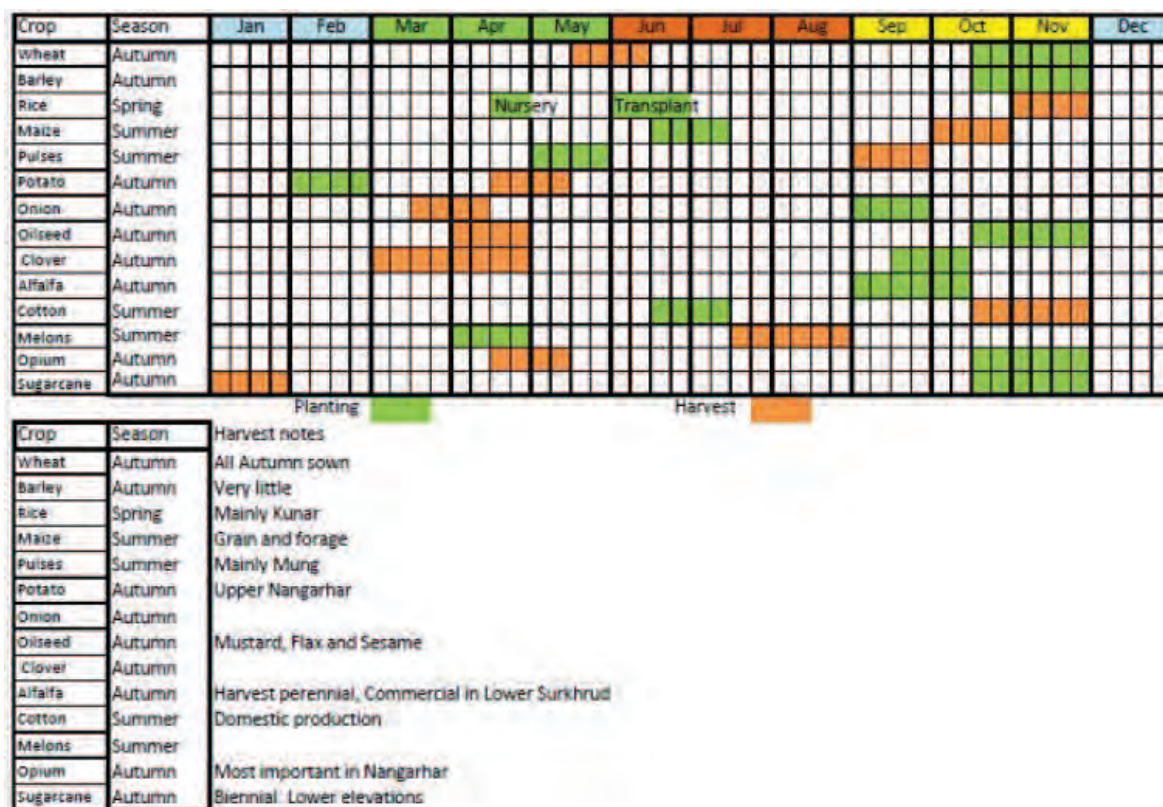 Crop Season Jan Feb Mar Apr May Jun Jul Aug Sep Oct Nov Dec
Wheat Autumn
Barley Autumn
Rice Spring Nursery Transplant
Maize Summer
Pulses Summer
Potato Autumn
Onion Autumn
Oilseed Autumn
Clover Autumn
Alfalfa Autumn
Cotton Summer
Melons Summer
Opium Autumn
Sugarcane Autumn
Planting Harvest
Crop Season Harvest notes
Wheat Autumn All Autumn sown
Barley Autumn Very little
Rice Spring Mainly Kunar
Maize Summer Grain and forage
Pulses Summer Mainly Mung
Potato Autumn Upper Nangarhar
Onion Autumn
Oilseed Autumn Mustard, Flax and Sesame
Clover Autumn
Alfalfa Autumn Harvest perennial, Commercial in Lower Surkhrud
Cotton Summer Domestic production
Melons Summer
Opium Autumn Most important in Nangarhar
Sugarcane Autumn Biennial Lower elevations